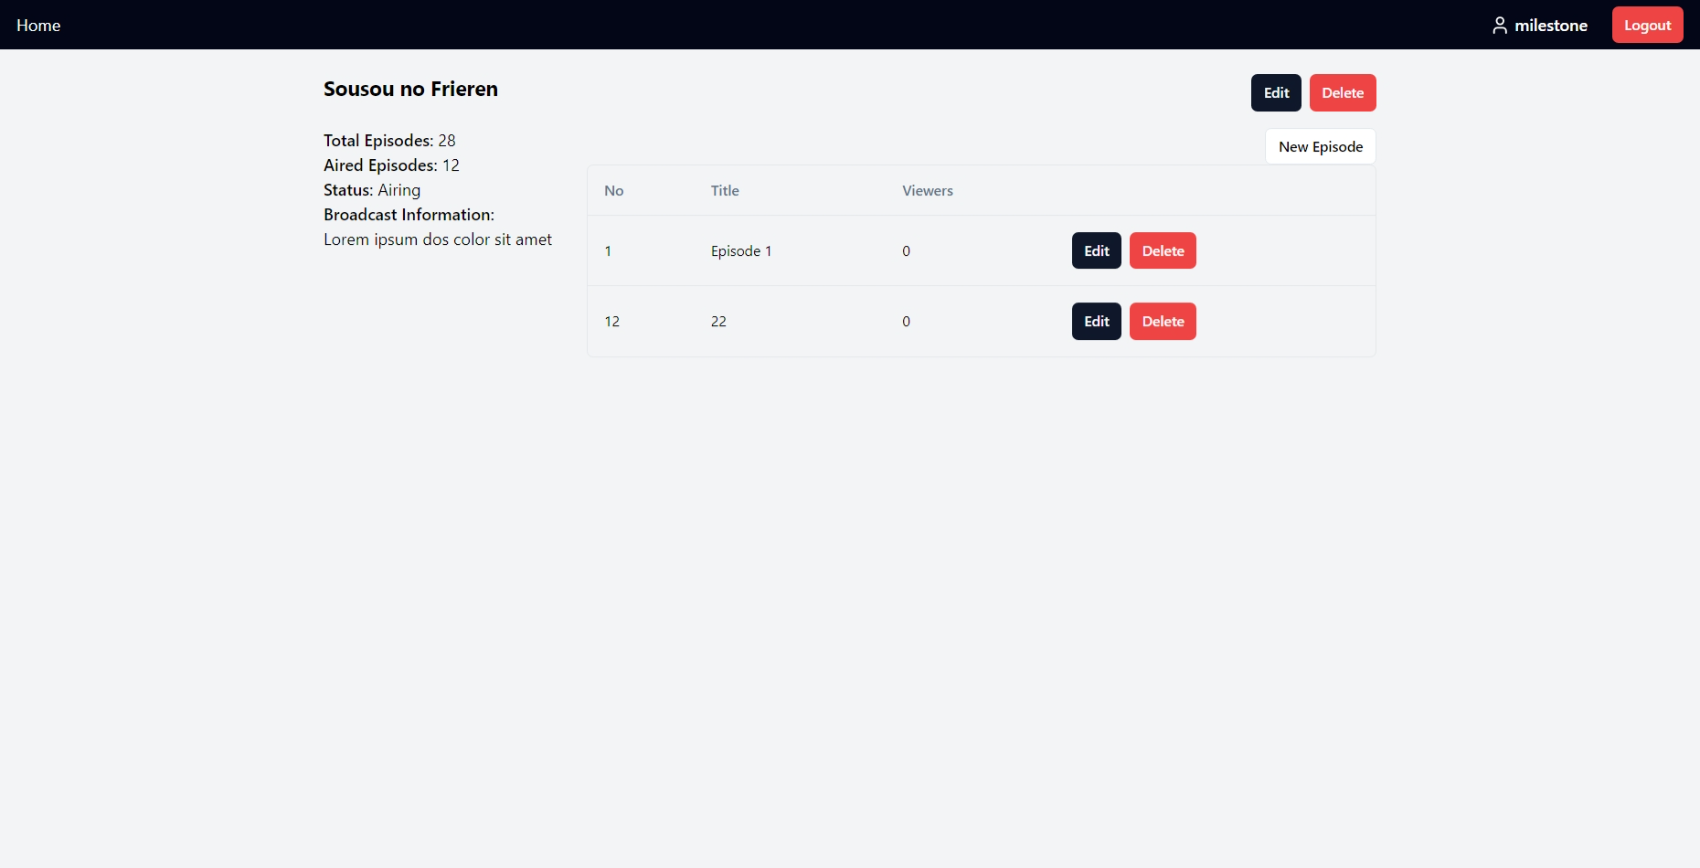 Home
milestone
Logout
Sousou no Frieren
Edit
Delete
Total Episodes: 28
Aired Episodes: 12
Status: Airing
Broadcast Information:
Lorem ipsum dos color sit amet
New Episode
No Title Viewers
1 Episode 1 0 Edit Delete
12 22 0 Edit Delete